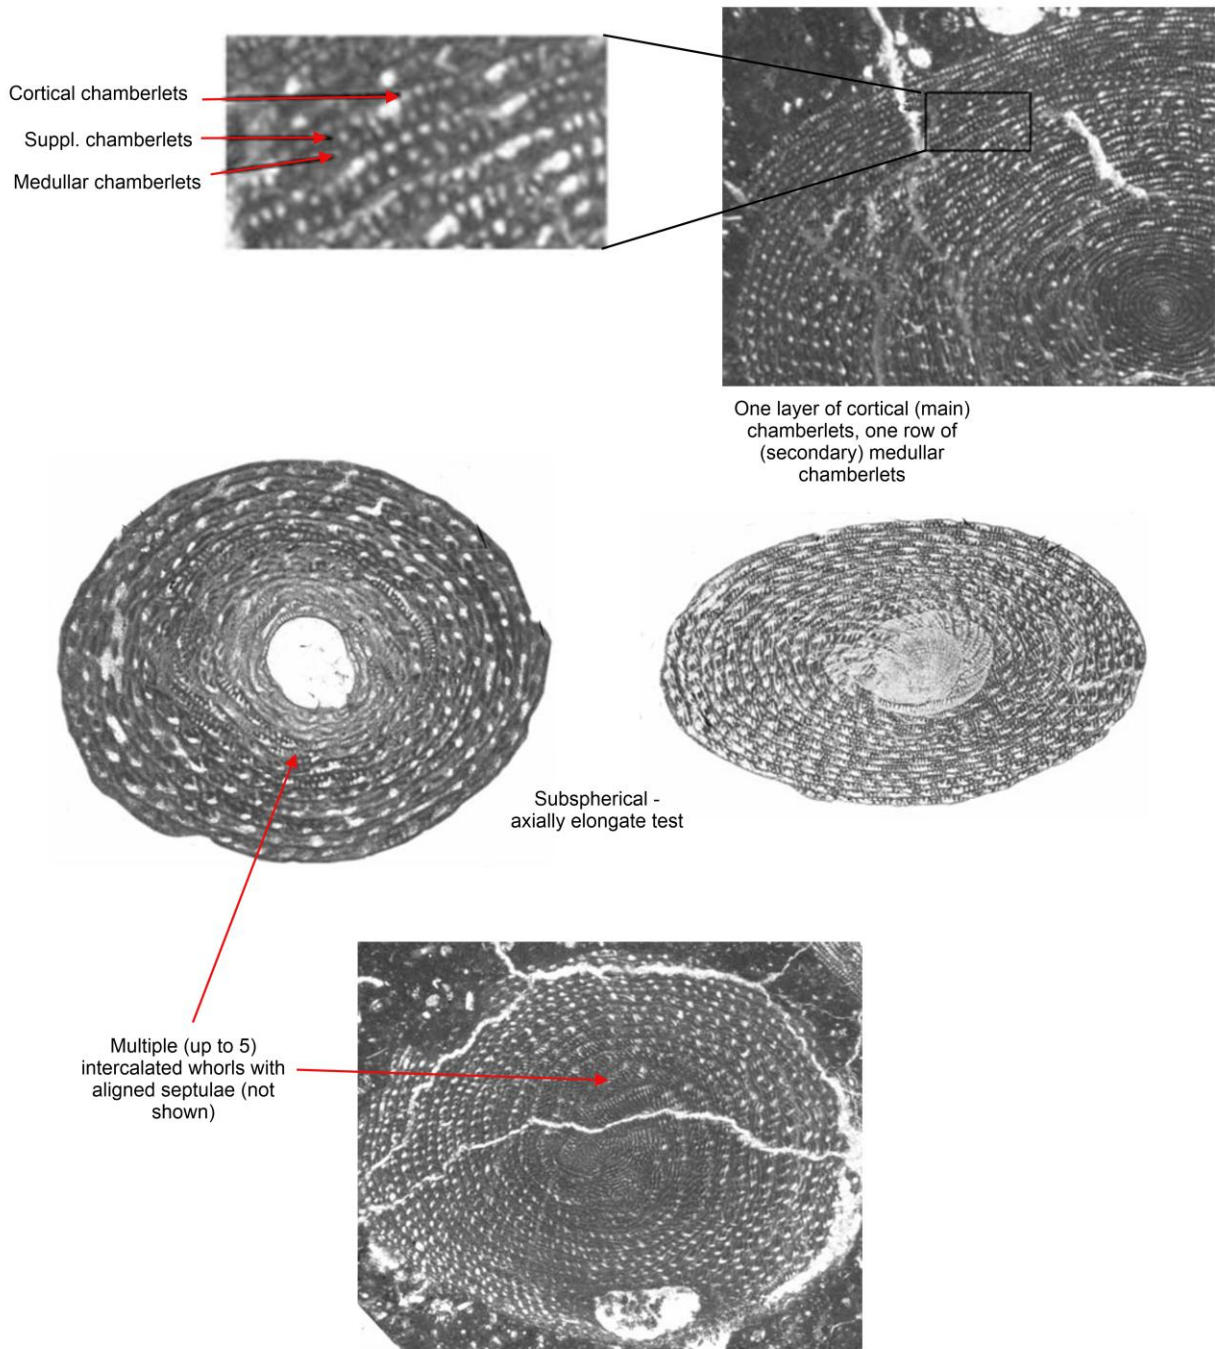 Cortical chamberlets
Suppl. chamberlets
Medullar chamberlets
One layer of cortical (main)
chamberlets, one row of
(secondary) medullar
chamberlets
Subspherical -
axially elongate test
Multiple (up to 5)
intercalated whorls with
aligned septulae (not
shown)